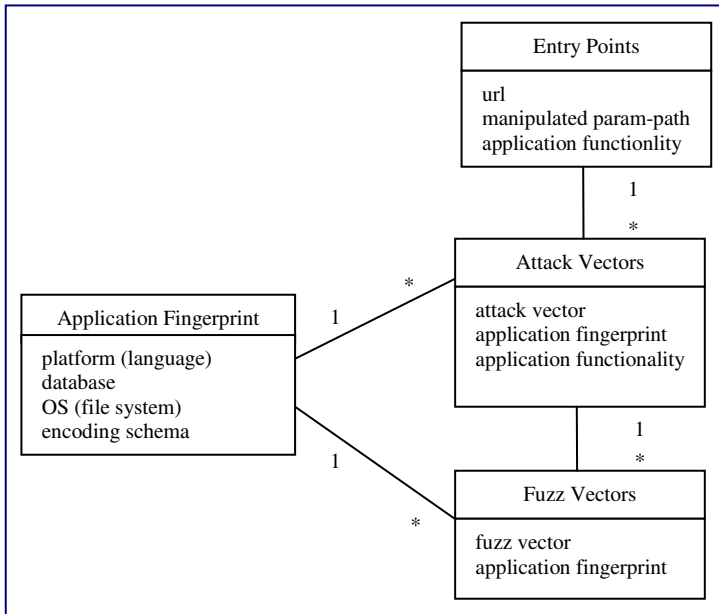 Entry Points
url
manipulated param-path
application functionlity
1
*
Attack Vectors
attack vector
application fingerprint
application functionality
*
1
Application Fingerprint
platform (language)
database
OS (file system)
encoding schema
1
*
1
*
Fuzz Vectors
fuzz vector
application fingerprint